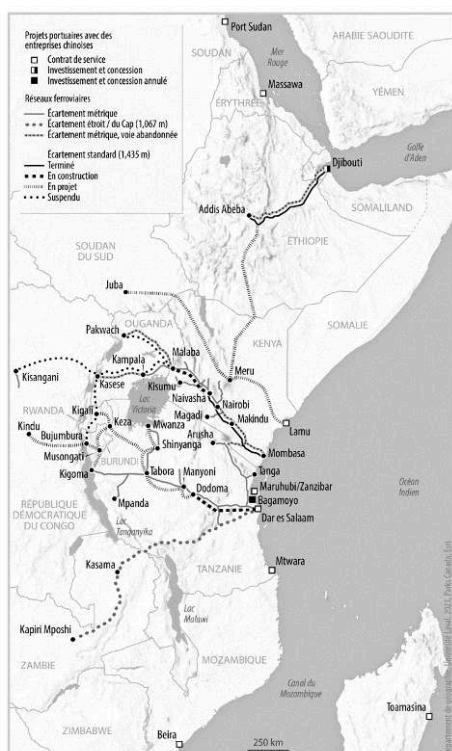 Projets portuaires avec des
entreprises chinoises
Contrat de service
Investissement et concession
Investissement et concession annulé
Réseaux ferroviaires
Écartement métrique
Écartement étroit / du Cap (1,067 m)
Écartement métrique, voie abandonnée
Écartement standard (1,435 m)
Terminé
En construction
En projet
Suspendu
Port Sudan
SOUDAN
Mer
Rouge
ARABIE SAOUDITE
Massawa
ÉRYTHRÉE
YÉMEN
Djibouti
Golfe
d'Aden
Addis Abeba
SOMALILAND
ÉTHIOPIE
SOUDAN
DU SUD
Juba
OUGANDA
SOMALIE
Pakwach
KENYA
Kampala
Malaba
Meru
Kisangani
Kasese
Kisumu
Naivasha
Nairobi
Lac
Victoria
RWANDA
Kigali
Magadi
Makindu
Lamu
Kindu
Keza
Mwanza
Arusha
Bujumbura
Shinyanga
Mombasa
Musongati
BURUNDI
Tanga
Océan
Indien
Kigoma
Tabora
Manyoni
Maruhubi/Zanzibar
Dodoma
Bagamoyo
RÉPUBLIQUE
DÉMOCRATIQUE
DU CONGO
Mpanda
Dar es Salaam
Lac
Tanganyika
TANZANIE
Kasama
Mtwara
Lac
Malawi
Kapiri Mposhi
ZAMBIE
MOZAMBIQUE
Canal du
Mozambique
Toamasina
ZIMBABWE
Beira
250 km